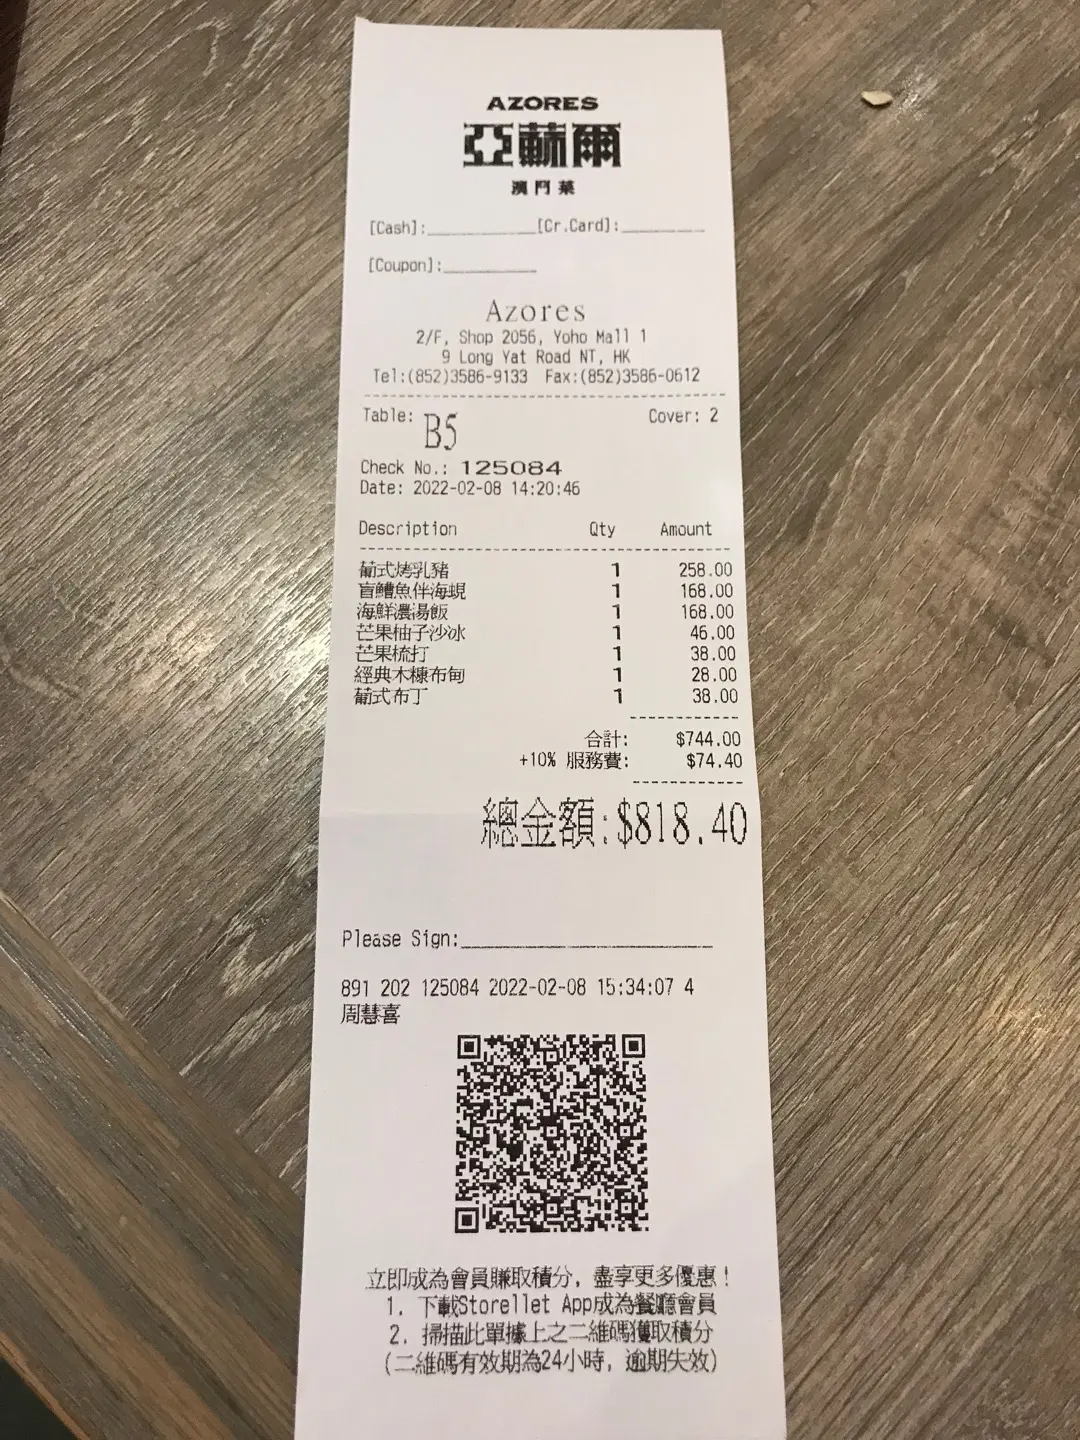 AZORES
亞蘇爾
澳門菜
[Cash]:__________[Cr.Card]:________
[Coupon]:_________
Azores
2/F, Shop 2056, Yoho Mall 1
9 Long Yat Road NT, HK
Tel:(852)3586-9133 Fax:(852)3586-0612
Table: B5 Cover: 2
Check No.: 125084
Date: 2022-02-08 14:20:46
Description Qty Amount
葡式烤乳豬 1 258.00
盲鰽魚伴海蜆 1 168.00
海鮮濃湯飯 1 168.00
芒果柚子沙冰 1 46.00
芒果梳打 1 38.00
經典木糠布甸 1 28.00
葡式布丁 1 38.00
合計: $744.00
+10% 服務費: $74.40
總金額:$818.40
Please Sign:______________________
891 202 125084 2022-02-08 15:34:07 4
周慧喜
立即成為會員賺取積分, 盡享更多優惠!
1. 下載Storellet App成為餐廳會員
2. 掃描此單據上之二維碼獲取積分
(二維碼有效期為24小時, 逾期失效)